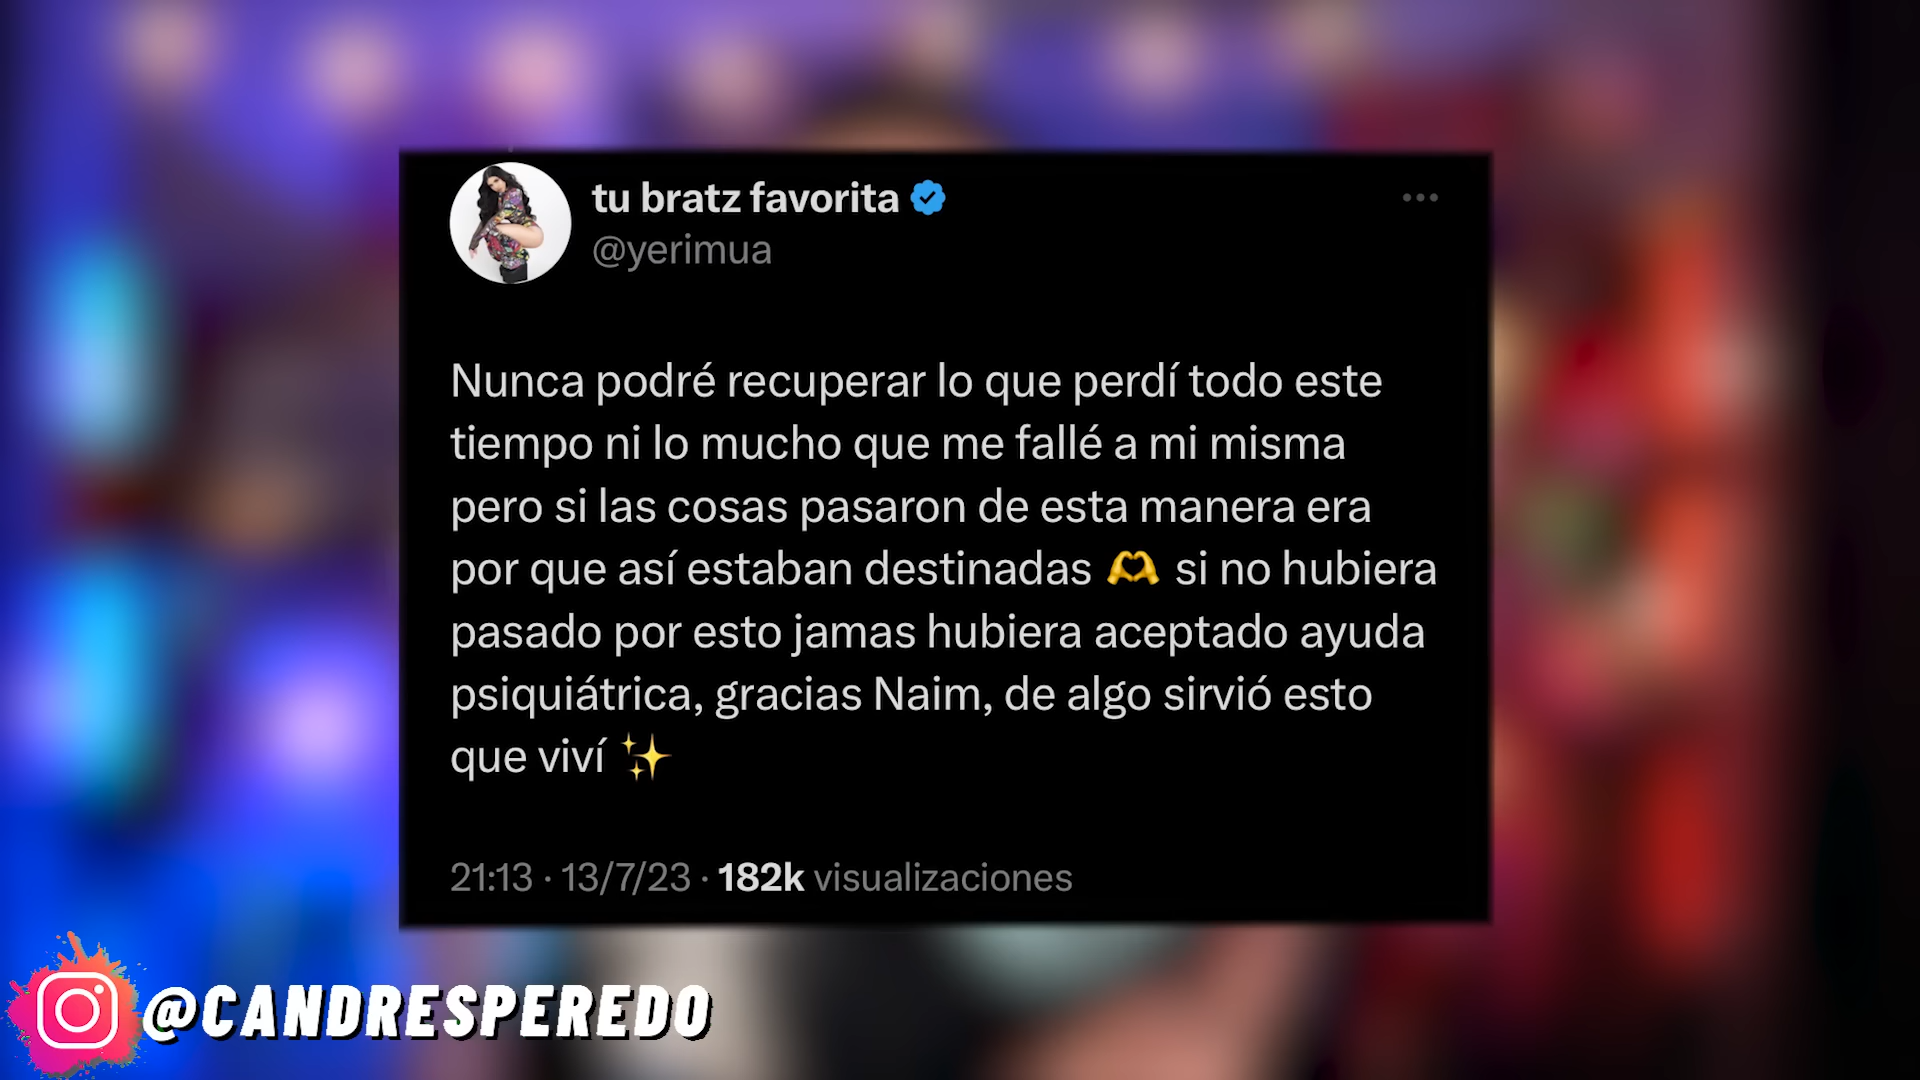 tu bratz favorita
@yerimua
Nunca podré recuperar lo que perdí todo este
tiempo ni lo mucho que me fallé a mi misma
pero si las cosas pasaron de esta manera era
por que así estaban destinadas 🫶 si no hubiera
pasado por esto jamas hubiera aceptado ayuda
psiquiátrica, gracias Naim, de algo sirvió esto
que viví ✨
21:13 · 13/7/23 · 182k visualizaciones
@CANDRESPEREDO